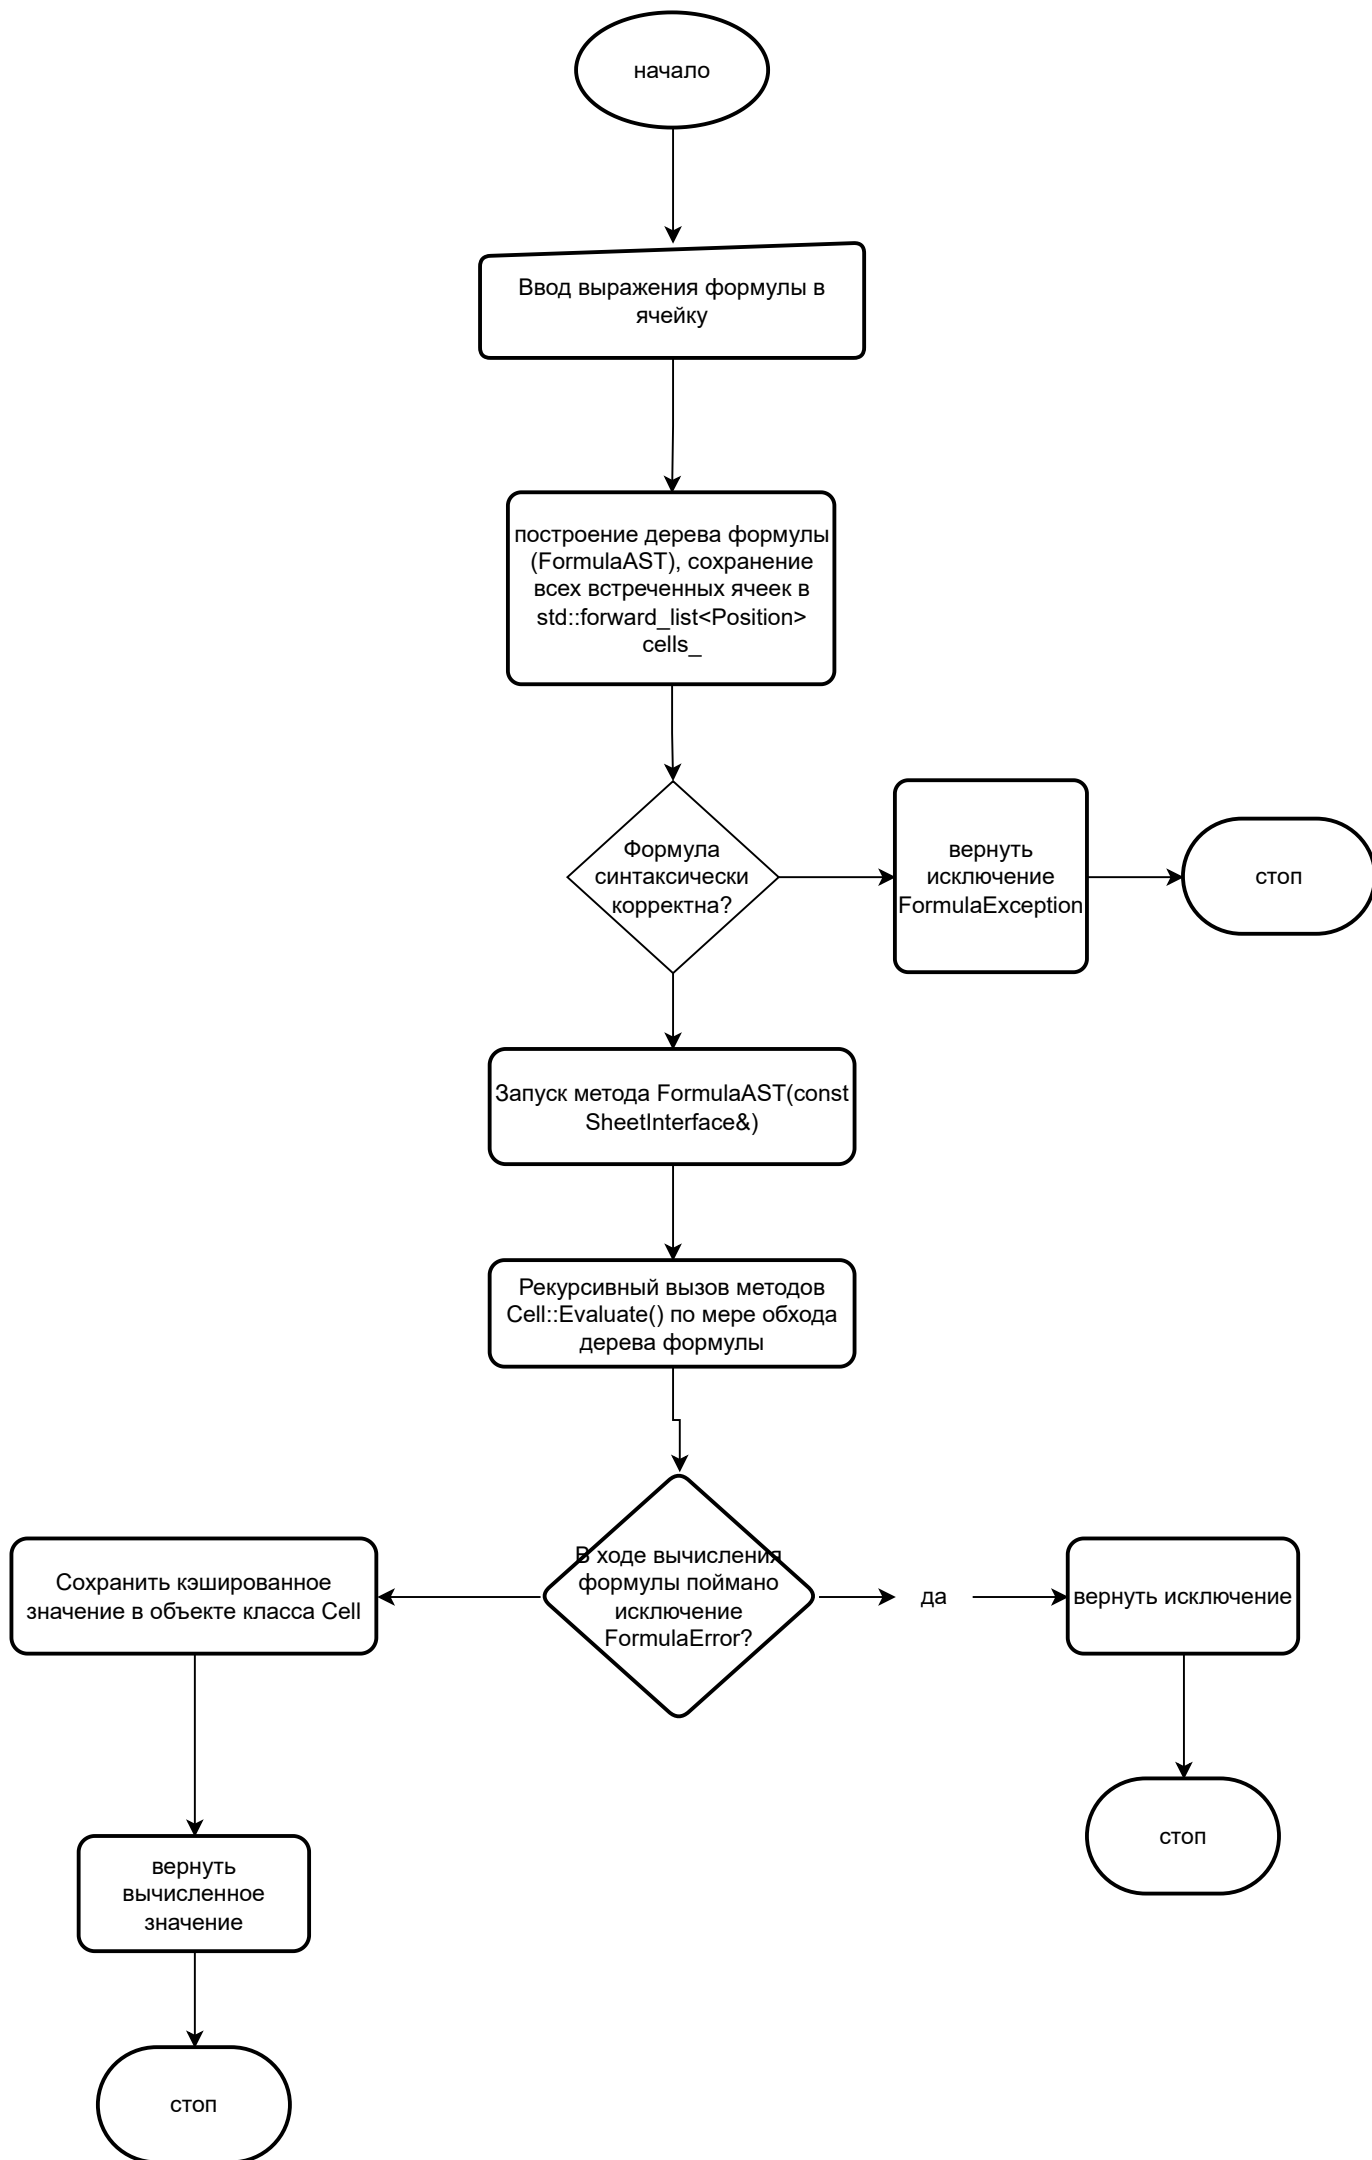 начало
Ввод выражения формулы в
ячейку
построение дерева формулы
(FormulaAST), сохранение
всех встреченных ячеек в
std::forward_list<Position>
cells_
Формула
синтаксически
корректна?
вернуть
исключение
FormulaException
стоп
Запуск метода FormulaAST(const
SheetInterface&)
Рекурсивный вызов методов
Cell::Evaluate() по мере обхода
дерева формулы
В ходе вычисления
формулы поймано
исключение
FormulaError?
да
вернуть исключение
стоп
Сохранить кэшированное
значение в объекте класса Cell
вернуть
вычисленное
значение
стоп